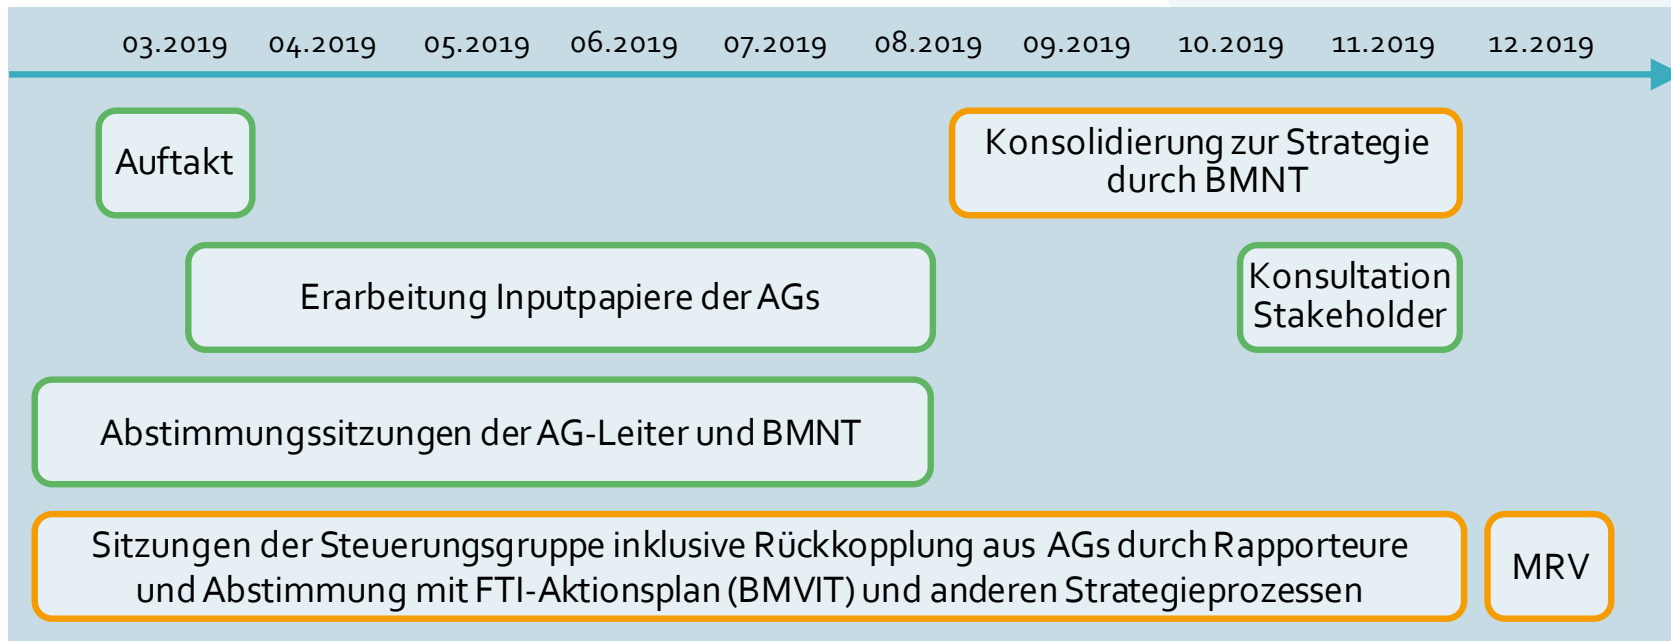 03.2019 04.2019 05.2019 06.2019 07.2019 08.2019 09.2019 10.2019 11.2019 12.2019
Auftakt
Konsolidierung zur Strategie
durch BMNT
Erarbeitung Inputpapiere der AGs
Konsultation
Stakeholder
Abstimmungssitzungen der AG-Leiter und BMNT
Sitzungen der Steuerungsgruppe inklusive Rückkopplung aus AGs durch Rapporteure
und Abstimmung mit FTI-Aktionsplan (BMVIT) und anderen Strategieprozessen
MRV